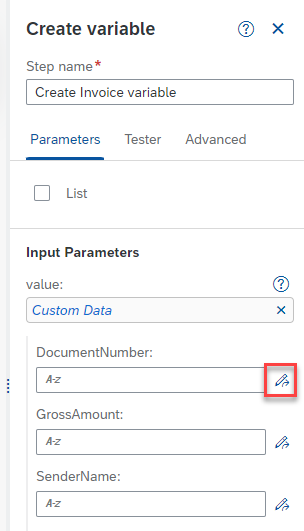 Create variable
Step name*
Create Invoice variable
Parameters Tester Advanced
List
Input Parameters
value:
Custom Data
DocumentNumber:
A-z
GrossAmount:
A-z
SenderName:
A-z